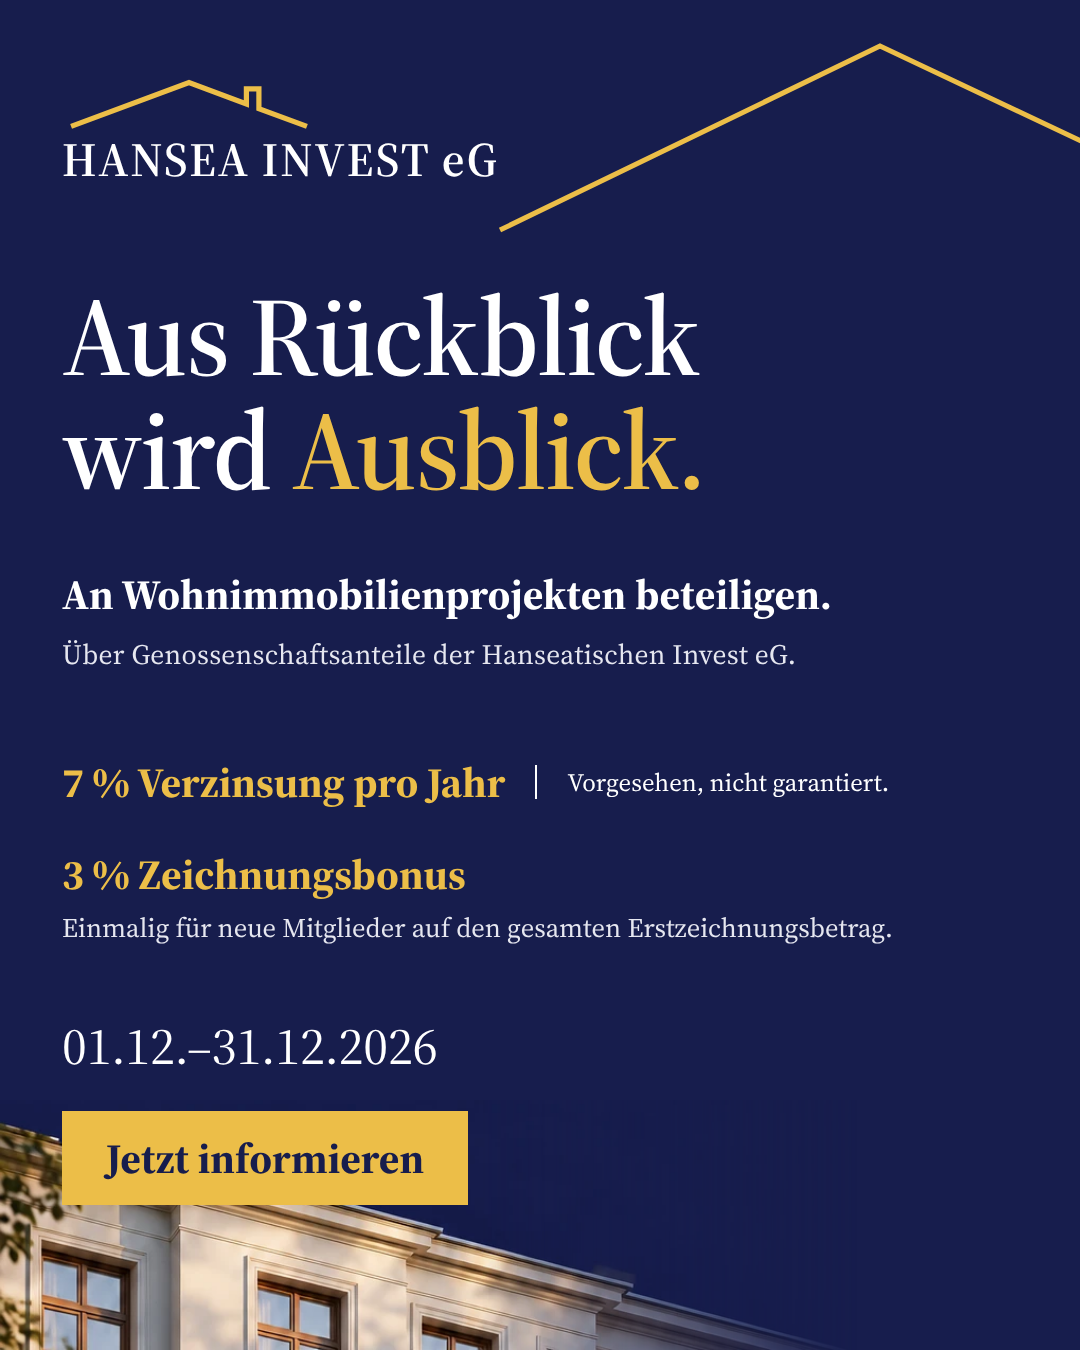 HANSEA INVEST eG
Aus Rückblick
wird Ausblick.
An Wohnimmobilienprojekten beteiligen.
Über Genossenschaftsanteile der Hanseatischen Invest eG.
7 % Verzinsung pro Jahr | Vorgesehen, nicht garantiert.
3 % Zeichnungsbonus
Einmalig für neue Mitglieder auf den gesamten Erstzeichnungsbetrag.
01.12.–31.12.2026
Jetzt informieren